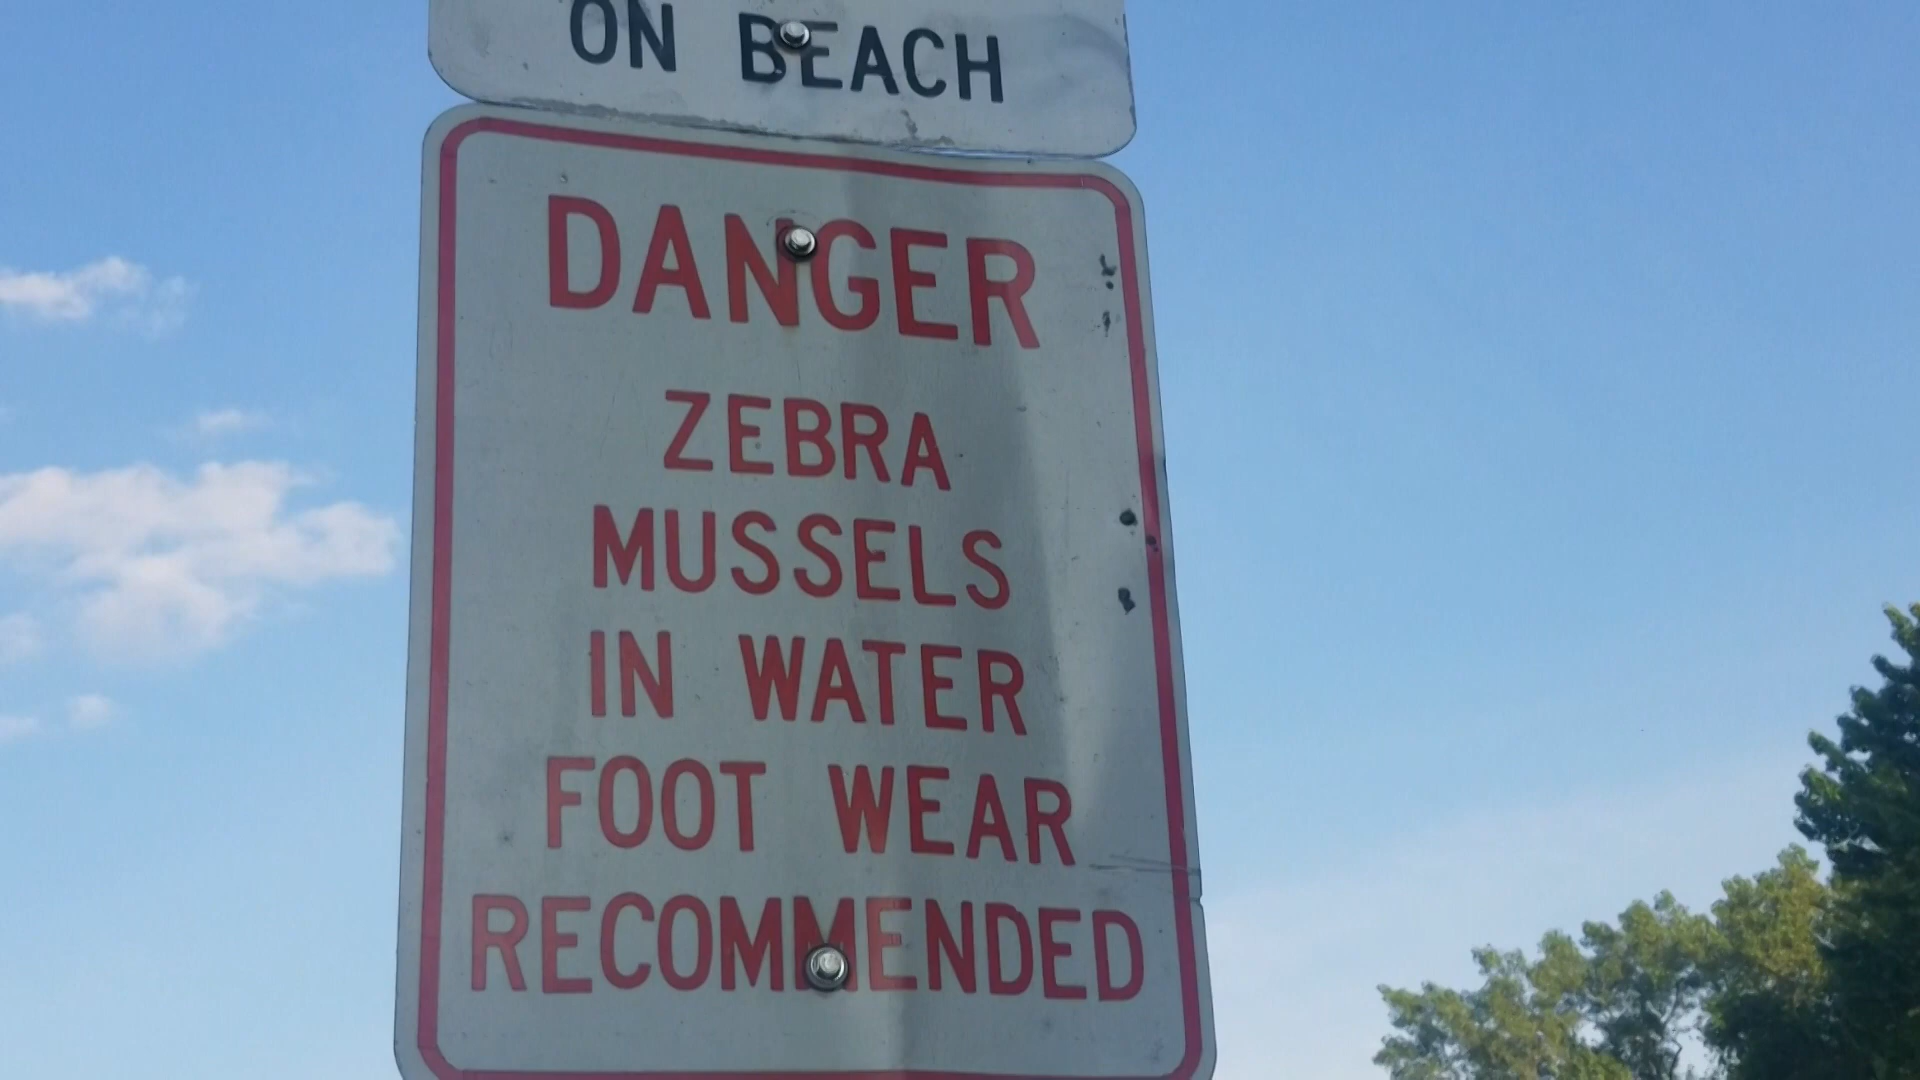 ON BEACH
DANGER
ZEBRA
MUSSELS
IN WATER
FOOT WEAR
RECOMMENDED